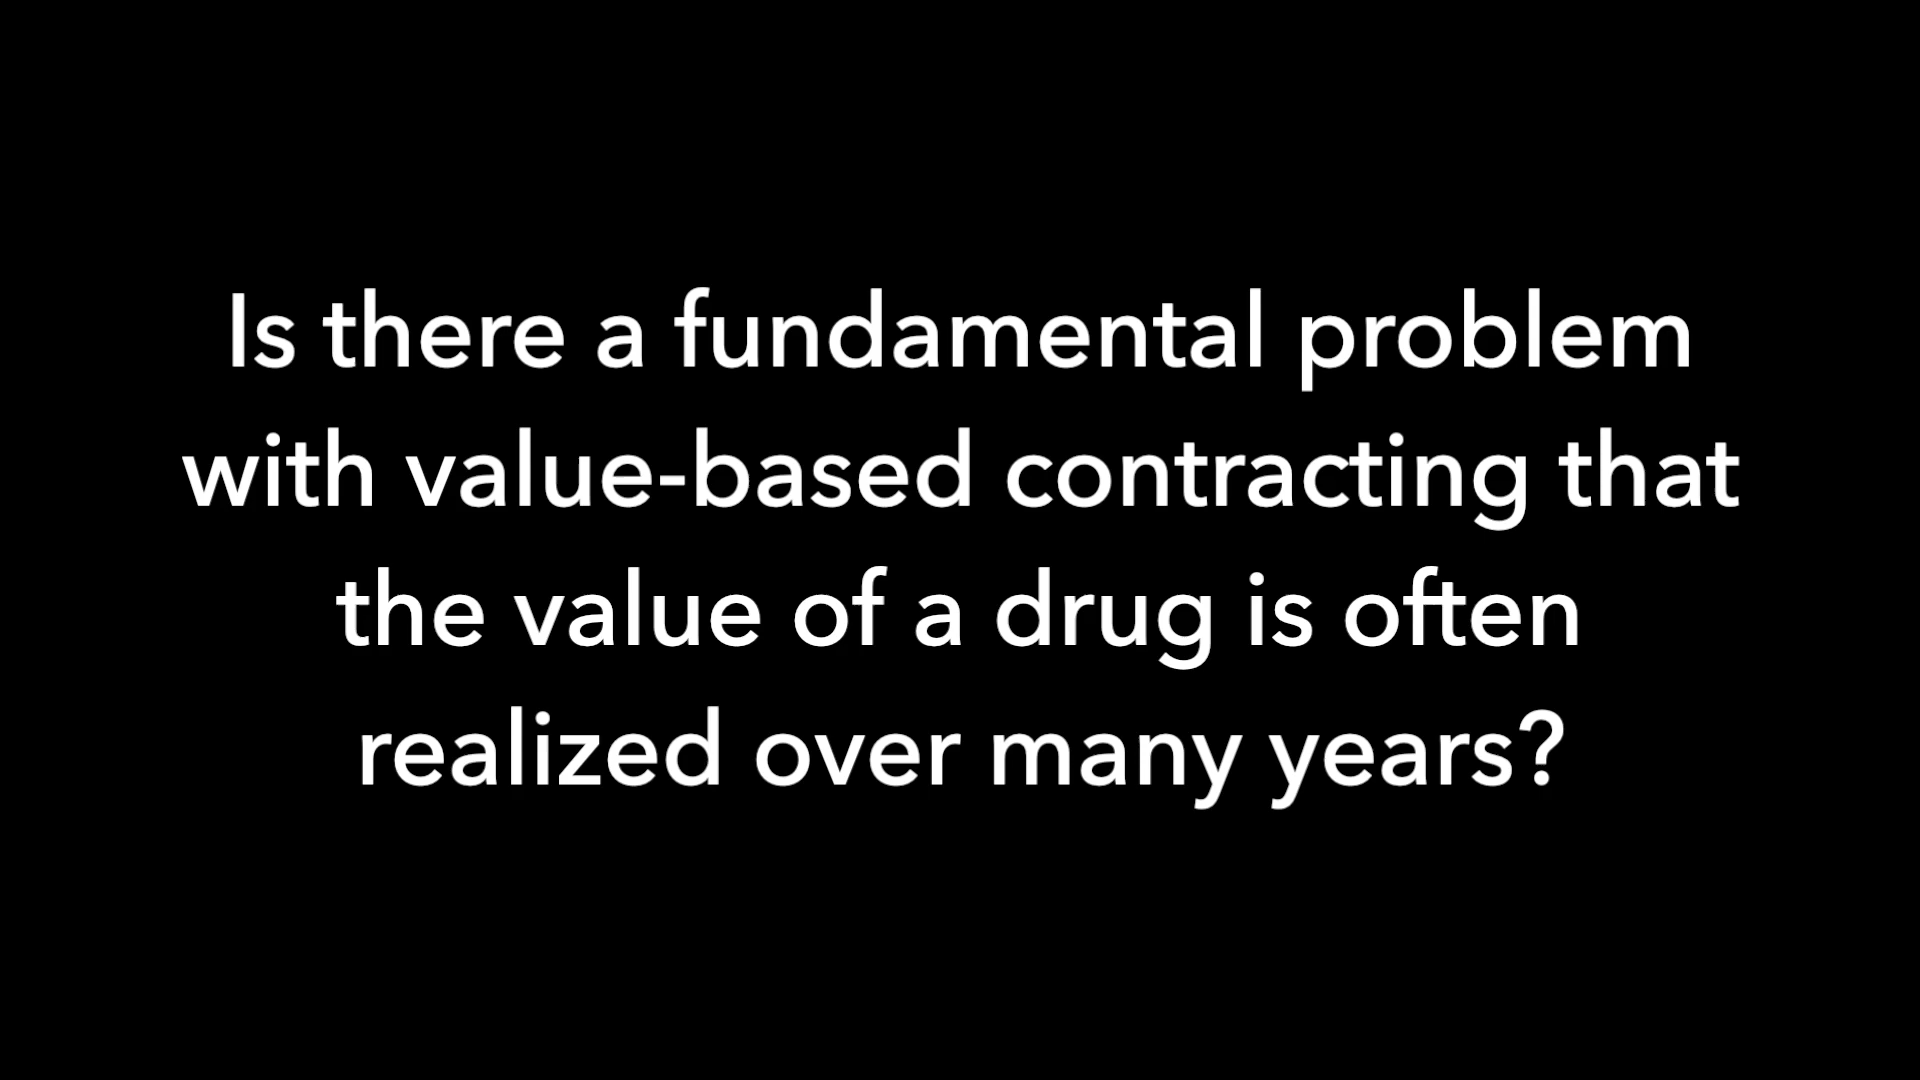 Is there a fundamental problem
with value-based contracting that
the value of a drug is often
realized over many years?